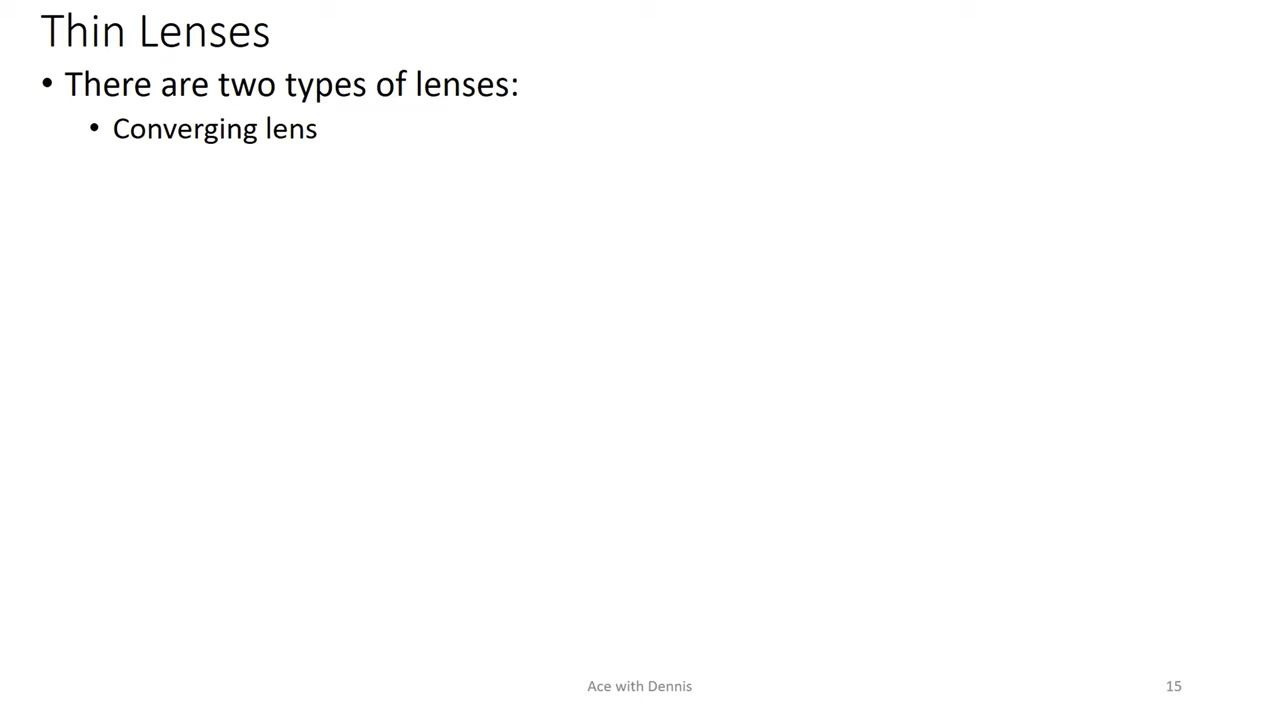 Thin Lenses
• There are two types of lenses:
• Converging lens
Ace with Dennis
15